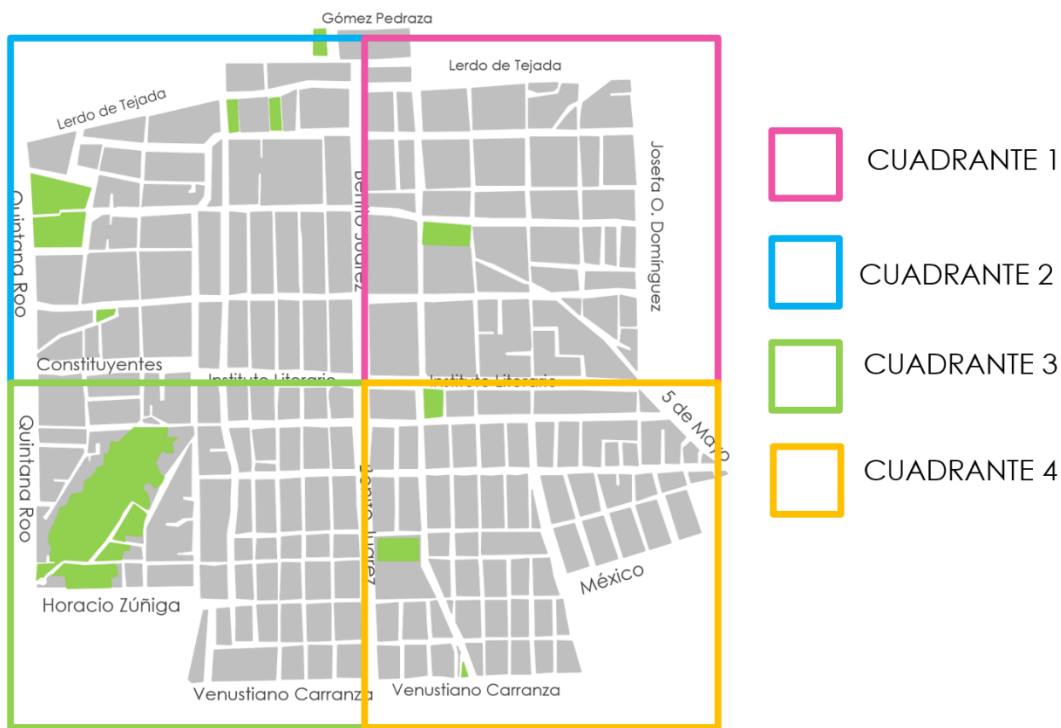 Gómez Pedraza
Lerdo de Tejada
Lerdo de Tejada
Quintana Roo
Benito Juárez
Josefa O. Domínguez
Constituyentes
Instituto Literario
Instituto Literario
5 de Mayo
Quintana Roo
Benito Juárez
México
Horacio Zúñiga
Venustiano Carranza
Venustiano Carranza
CUADRANTE 1
CUADRANTE 2
CUADRANTE 3
CUADRANTE 4